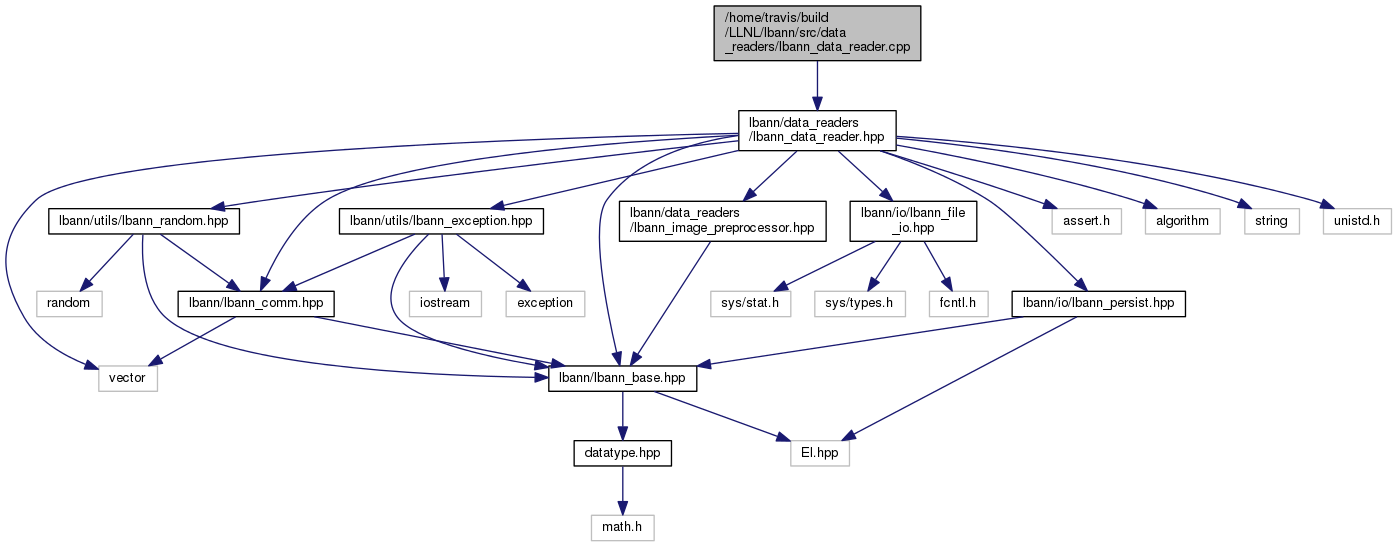 /home/travis/build
/LLNL/lbann/src/data
_readers/lbann_data_reader.cpp
lbann/data_readers
/lbann_data_reader.hpp
lbann/utils/lbann_random.hpp
lbann/utils/lbann_exception.hpp
lbann/data_readers
/lbann_image_preprocessor.hpp
lbann/io/lbann_file
_io.hpp
assert.h
algorithm
string
unistd.h
random
lbann/lbann_comm.hpp
iostream
exception
sys/stat.h
sys/types.h
fcntl.h
lbann/io/lbann_persist.hpp
vector
lbann/lbann_base.hpp
datatype.hpp
El.hpp
math.h